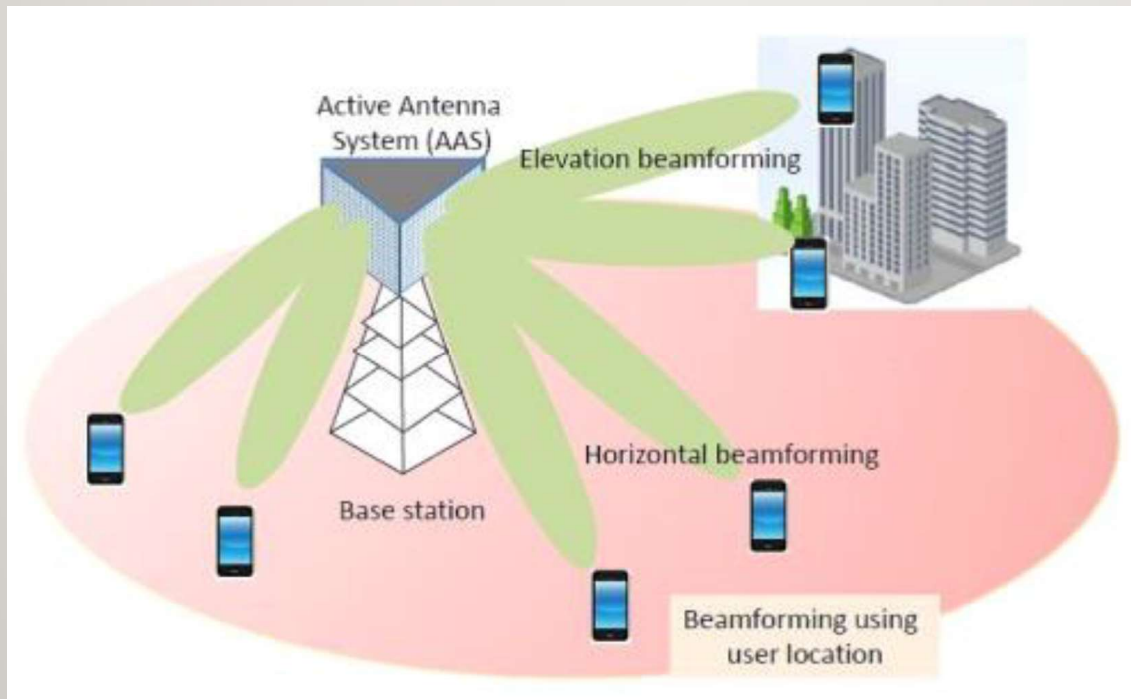 Active Antenna
System (AAS)
Elevation beamforming
Horizontal beamforming
Base station
Beamforming using
user location